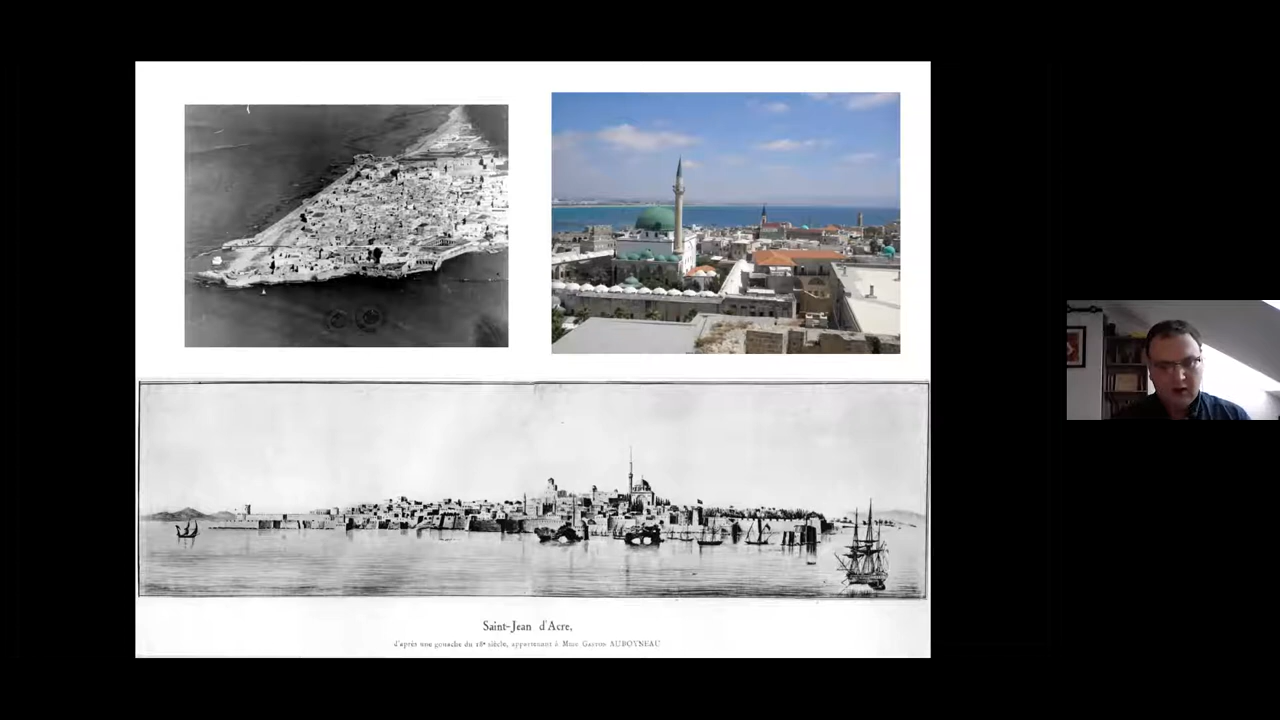 Saint-Jean d'Acre,
d'après une gouache du 18e siècle, appartenant à Mme Gaston AUBOYNEAU